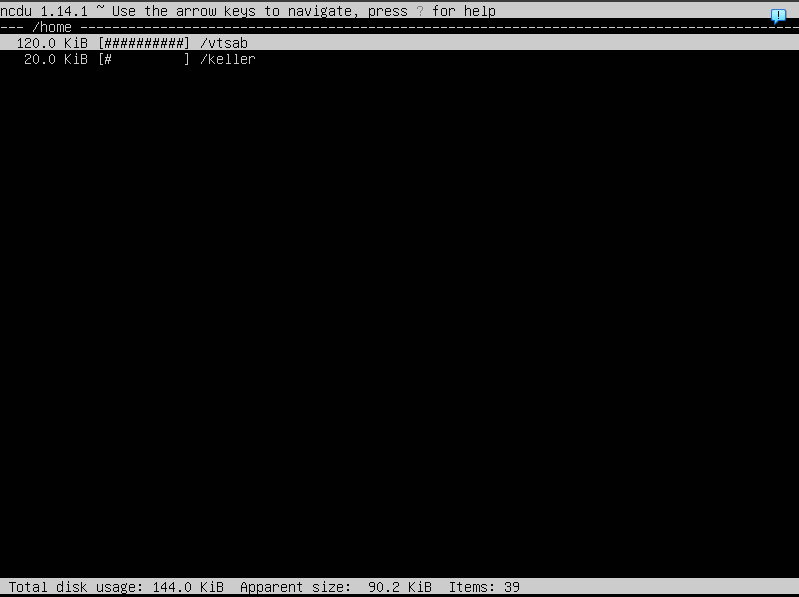 ncdu 1.14.1 ~ Use the arrow keys to navigate, press ? for help
--- /home ------------------------------------------------------------------------------------------
  120.0 KiB [##########] /vtsab
   20.0 KiB [#         ] /keller
 Total disk usage: 144.0 KiB  Apparent size:  90.2 KiB  Items: 39